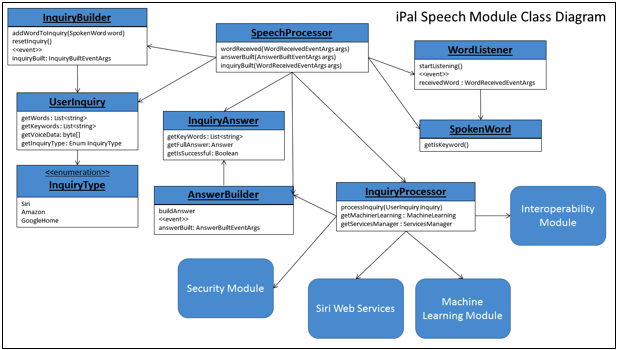 iPal Speech Module Class Diagram
InquiryBuilder
addWordToInquiry(SpokenWord word)
resetInquiry()
<<event>>
inquiryBuilt: InquiryBuiltEventArgs
SpeechProcessor
wordReceived(WordReceivedEventArgs args)
answerBuilt(AnswerBuiltEventArgs args)
inquiryBuilt(WordReceivedEventArgs args)
WordListener
startListening()
<<event>>
receivedWord : WordReceivedEventArgs
UserInquiry
getWords : List<string>
getKeywords : List<string>
getVoiceData: byte[]
getInquiryType : Enum InquiryType
InquiryAnswer
getKeyWords : List<string>
getFullAnswer: Answer
getIsSuccessful : Boolean
SpokenWord
getIsKeyword()
<<enumeration>>
InquiryType
Siri
Amazon
GoogleHome
AnswerBuilder
buildAnswer
<<event>>
answerBuilt: AnswerBuiltEventArgs
InquiryProcessor
processInquiry(UserInquiry inquiry)
getMachinerLearning : MachineLearning
getServicesManager : ServicesManager
Interoperability
Module
Security Module
Siri Web Services
Machine
Learning Module